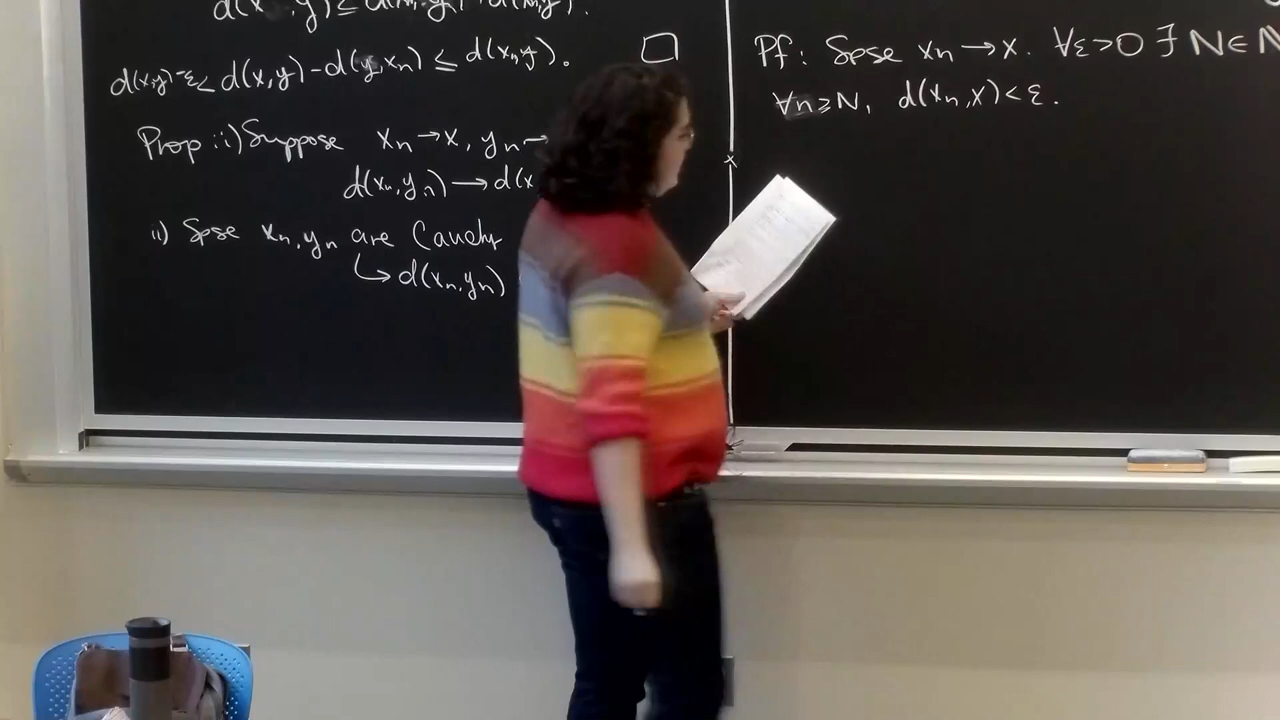 d(x,y) ≤
d(x,y)-ε < d(x,y)-d(y,xn) ≤ d(xn,y).
Prop: i) Suppose xn→x, yn→
d(xn,yn)→d(x
ii) Spse xn,yn are Cauchy
↳ d(xn,yn)
Pf: Spse xn→x. ∀ε>0 ∃ N∈N
∀n≥N, d(xn,x)<ε.